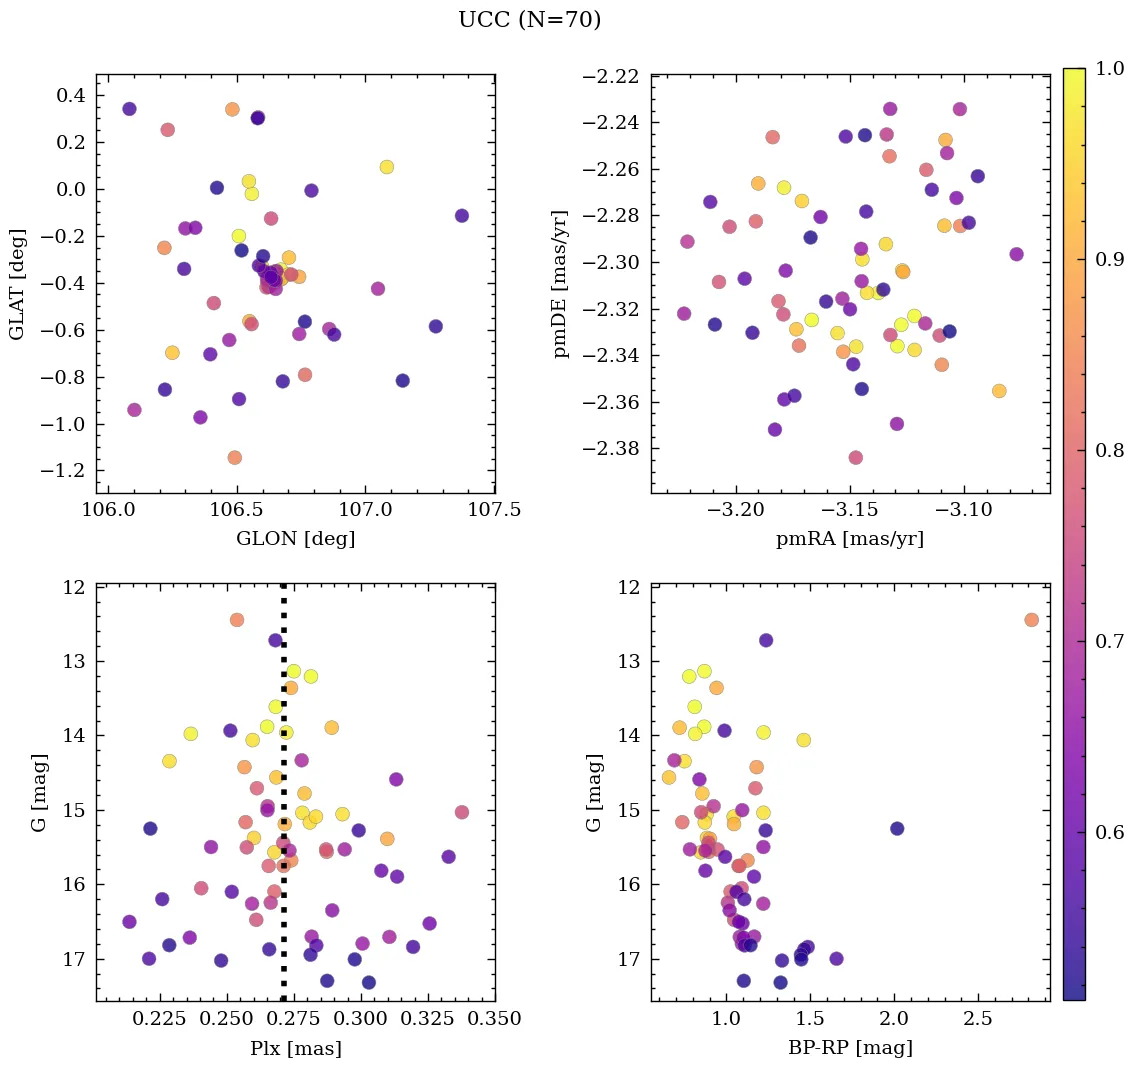 UCC (N=70)
0.4
0.2
0.0
−0.2
−0.4
−0.6
−0.8
−1.0
−1.2
GLAT [deg]
106.0 106.5 107.0 107.5
GLON [deg]
−2.22
−2.24
−2.26
−2.28
−2.30
−2.32
−2.34
−2.36
−2.38
pmDE [mas/yr]
−3.20 −3.15 −3.10
pmRA [mas/yr]
12
13
14
15
16
17
G [mag]
0.225 0.250 0.275 0.300 0.325 0.350
Plx [mas]
12
13
14
15
16
17
G [mag]
1.0 1.5 2.0 2.5
BP-RP [mag]
1.0
0.9
0.8
0.7
0.6